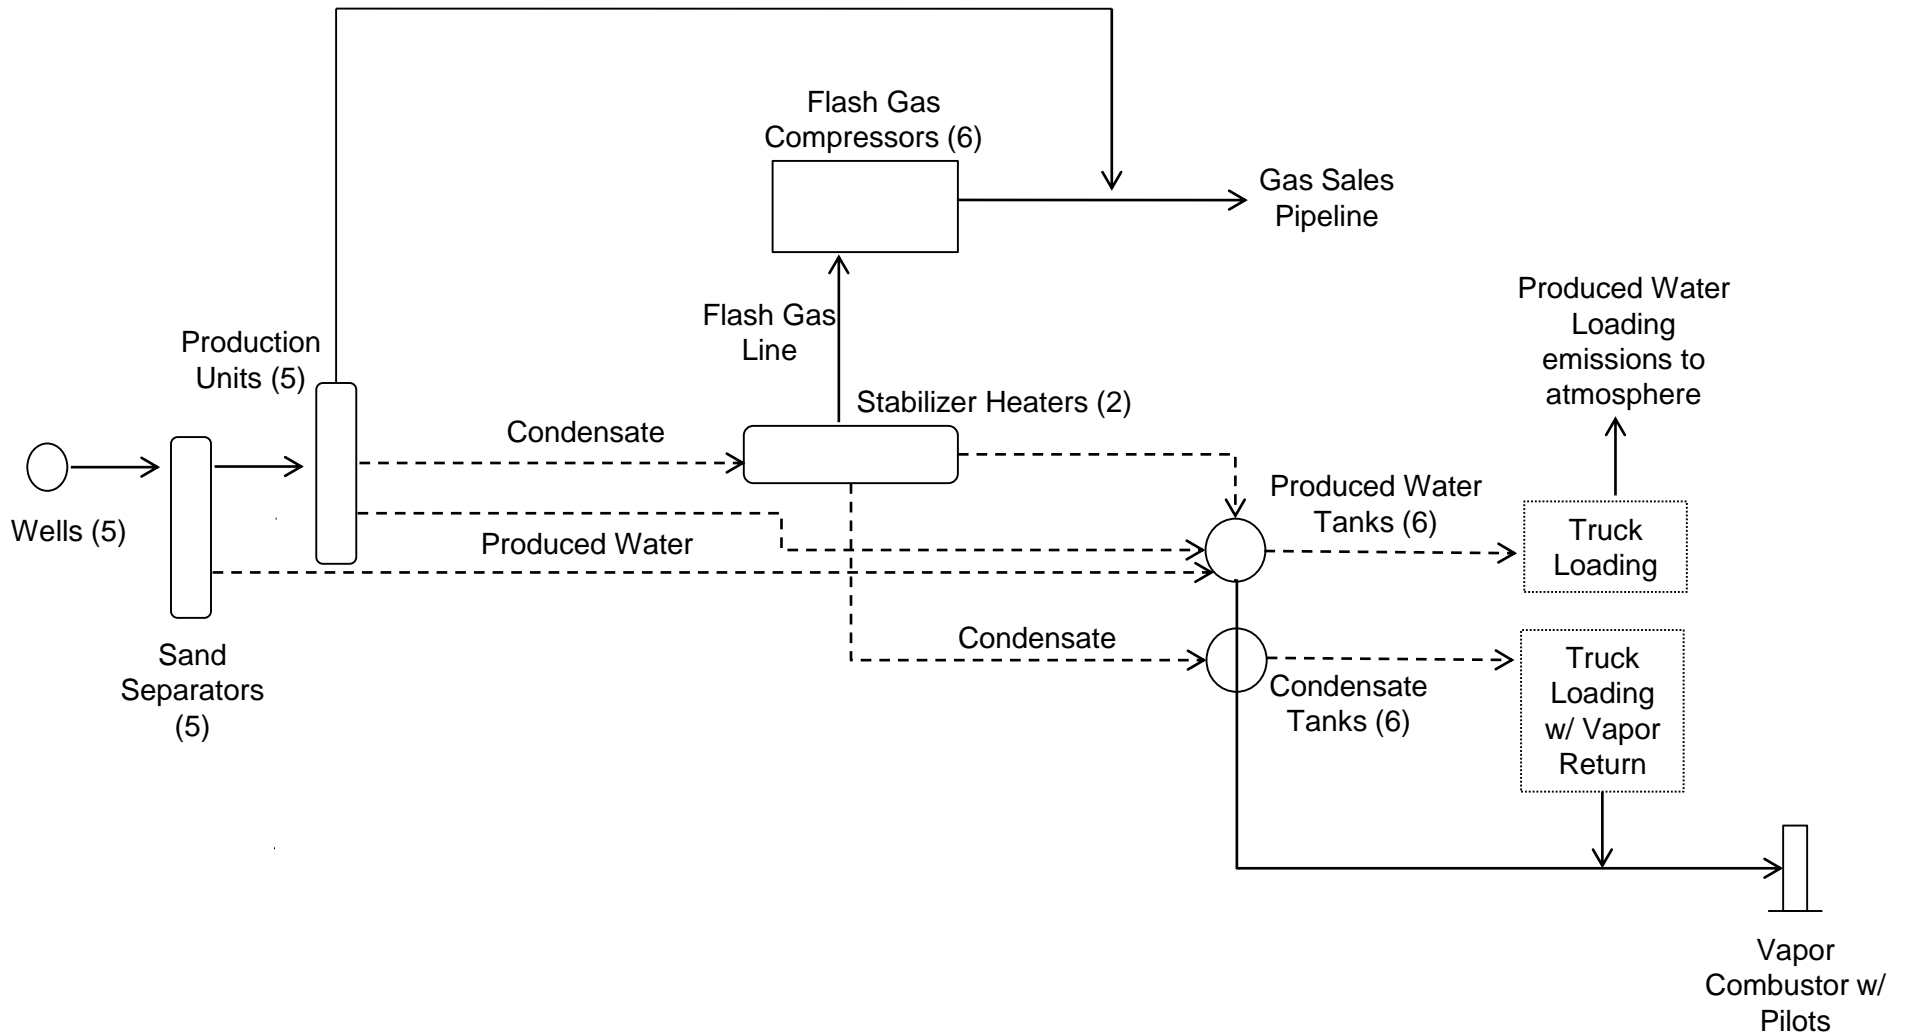 Flash Gas
Compressors (6)
Gas Sales
Pipeline
Flash Gas
Line
Produced Water
Loading
emissions to
atmosphere
Production
Units (5)
Stabilizer Heaters (2)
Condensate
Wells (5)
Produced Water
Produced Water
Tanks (6)
Truck
Loading
Sand
Separators
(5)
Condensate
Condensate
Tanks (6)
Truck
Loading
w/ Vapor
Return
Vapor
Combustor w/
Pilots